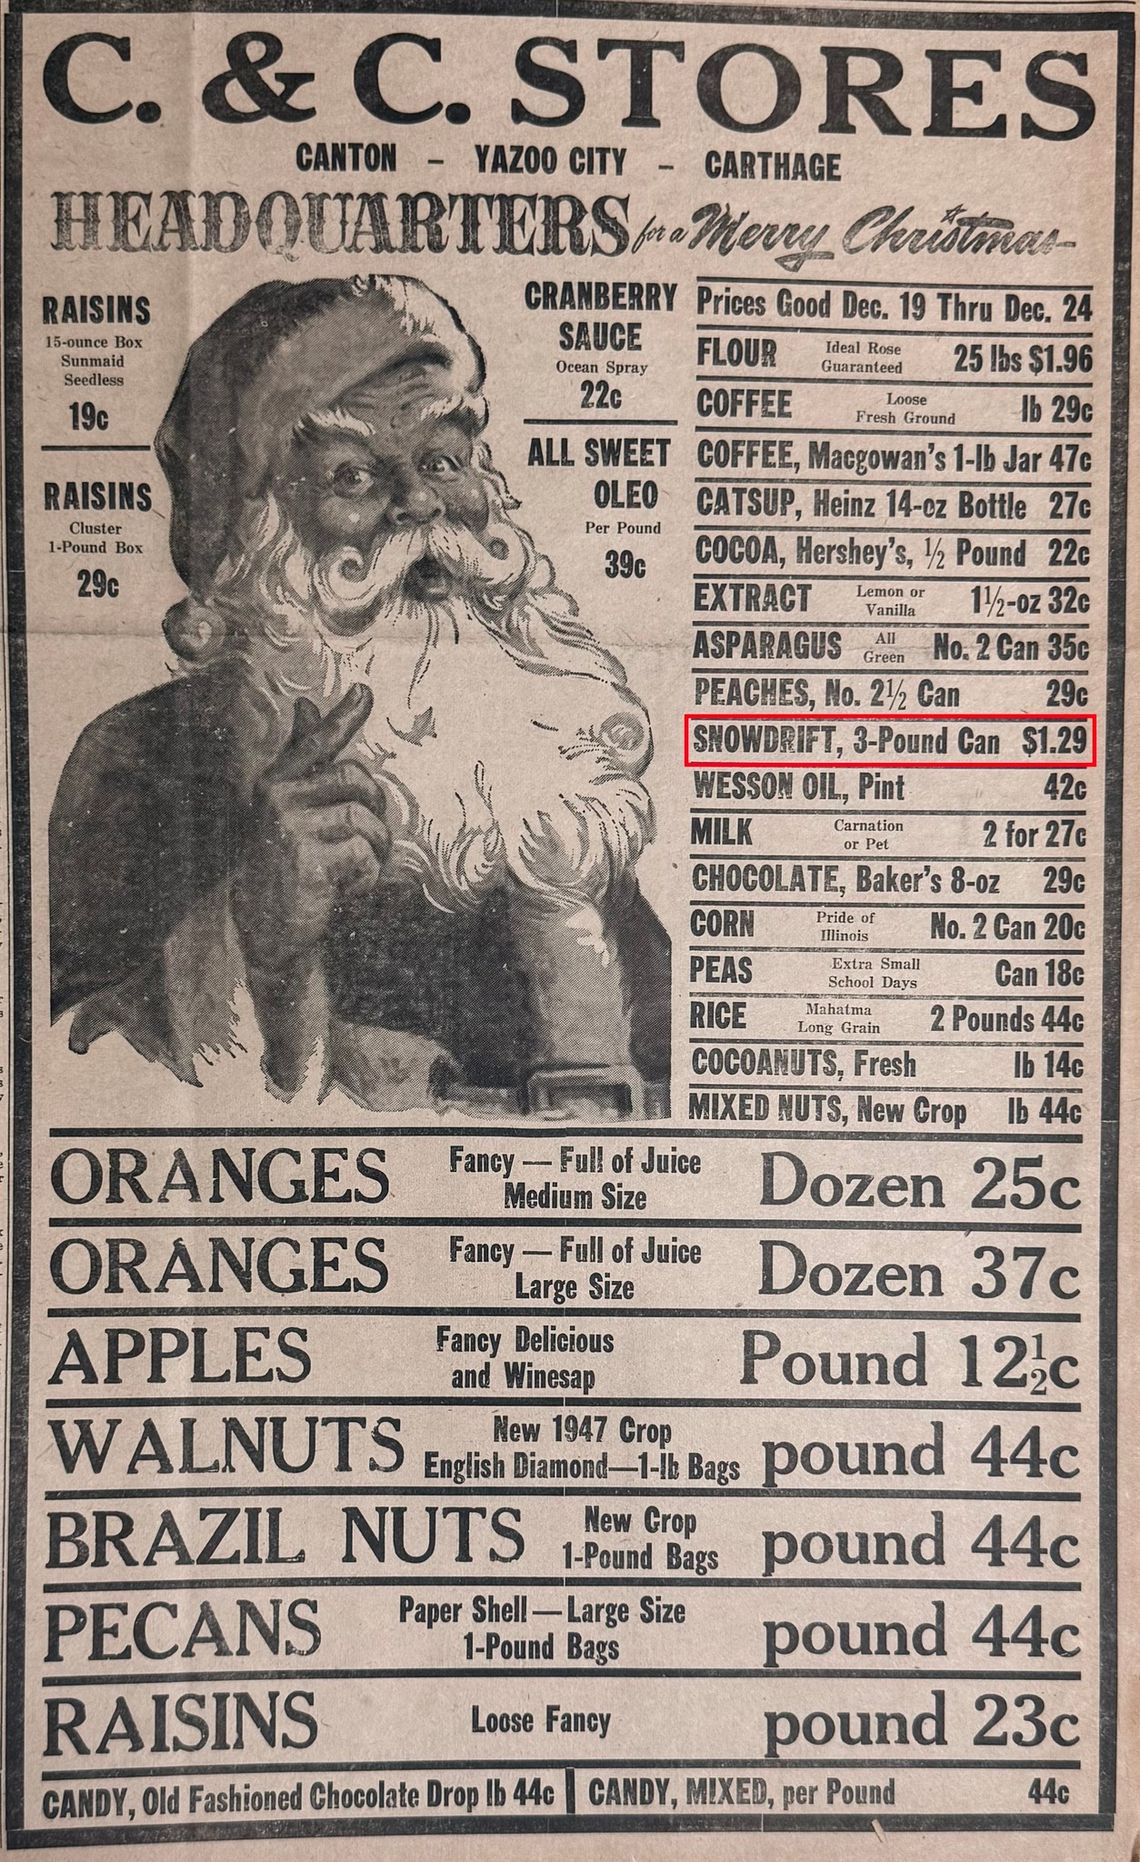 C. & C. STORES
CANTON - YAZOO CITY - CARTHAGE
HEADQUARTERS for a Merry Christmas
RAISINS
15-ounce Box
Sunmaid
Seedless
19c
RAISINS
Cluster
1-Pound Box
29c
CRANBERRY
SAUCE
Ocean Spray
22c
ALL SWEET
OLEO
Per Pound
39c
Prices Good Dec. 19 Thru Dec. 24
FLOUR Ideal Rose Guaranteed 25 lbs $1.96
COFFEE Loose Fresh Ground lb 29c
COFFEE, Macgowan's 1-lb Jar 47c
CATSUP, Heinz 14-oz Bottle 27c
COCOA, Hershey's, ½ Pound 22c
EXTRACT Lemon or Vanilla 1½-oz 32c
ASPARAGUS All Green No. 2 Can 35c
PEACHES, No. 2½ Can 29c
SNOWDRIFT, 3-Pound Can $1.29
WESSON OIL, Pint 42c
MILK Carnation or Pet 2 for 27c
CHOCOLATE, Baker's 8-oz 29c
CORN Pride of Illinois No. 2 Can 20c
PEAS Extra Small School Days Can 18c
RICE Mahatma Long Grain 2 Pounds 44c
COCOANUTS, Fresh lb 14c
MIXED NUTS, New Crop lb 44c
ORANGES Fancy — Full of Juice Medium Size Dozen 25c
ORANGES Fancy — Full of Juice Large Size Dozen 37c
APPLES Fancy Delicious and Winesap Pound 12½c
WALNUTS New 1947 Crop English Diamond—1-lb Bags pound 44c
BRAZIL NUTS New Crop 1-Pound Bags pound 44c
PECANS Paper Shell — Large Size 1-Pound Bags pound 44c
RAISINS Loose Fancy pound 23c
CANDY, Old Fashioned Chocolate Drop lb 44c | CANDY, MIXED, per Pound 44c